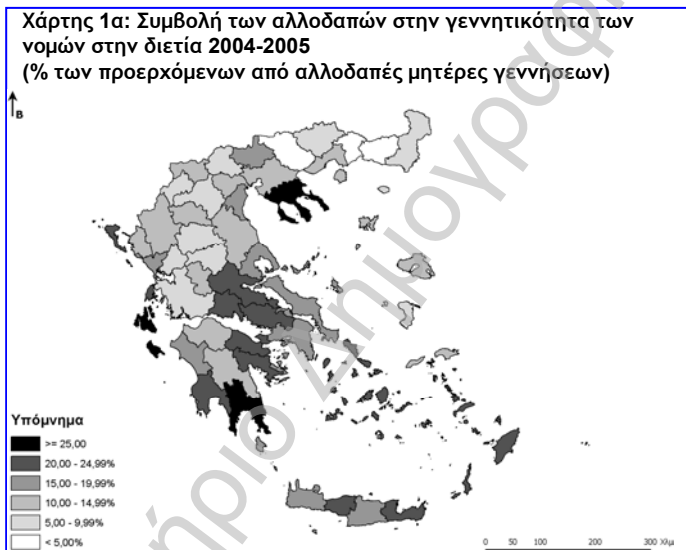 Χάρτης 1α: Συμβολή των αλλοδαπών στην γεννητικότητα των
νομών στην διετία 2004-2005
(% των προερχόμενων από αλλοδαπές μητέρες γεννήσεων)
Β
Υπόμνημα
>= 25,00
20,00 - 24,99%
15,00 - 19,99%
10,00 - 14,99%
5,00 - 9,99%
< 5,00%
0 50 100 200 300 Χλμ